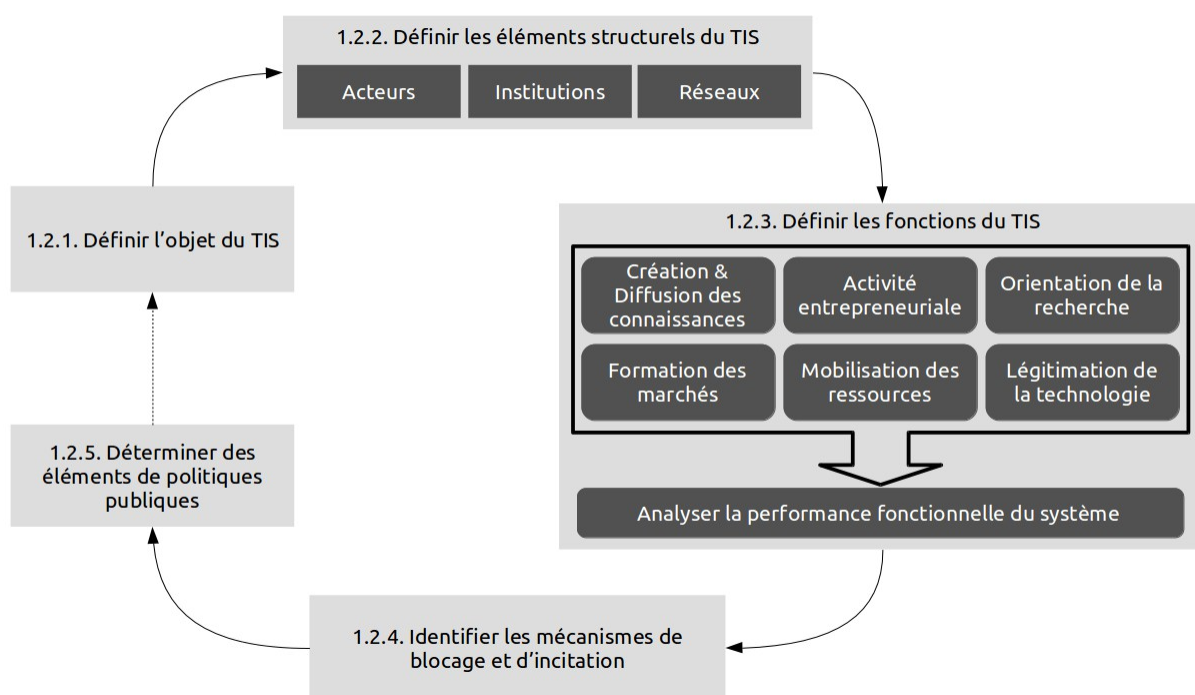 1.2.2. Définir les éléments structurels du TIS
Acteurs
Institutions
Réseaux
1.2.1. Définir l’objet du TIS
1.2.3. Définir les fonctions du TIS
Création &
Diffusion des
connaissances
Activité
entrepreneuriale
Orientation de la
recherche
Formation des
marchés
Mobilisation des
ressources
Légitimation de
la technologie
Analyser la performance fonctionnelle du système
1.2.5. Déterminer des
éléments de politiques
publiques
1.2.4. Identifier les mécanismes de
blocage et d’incitation